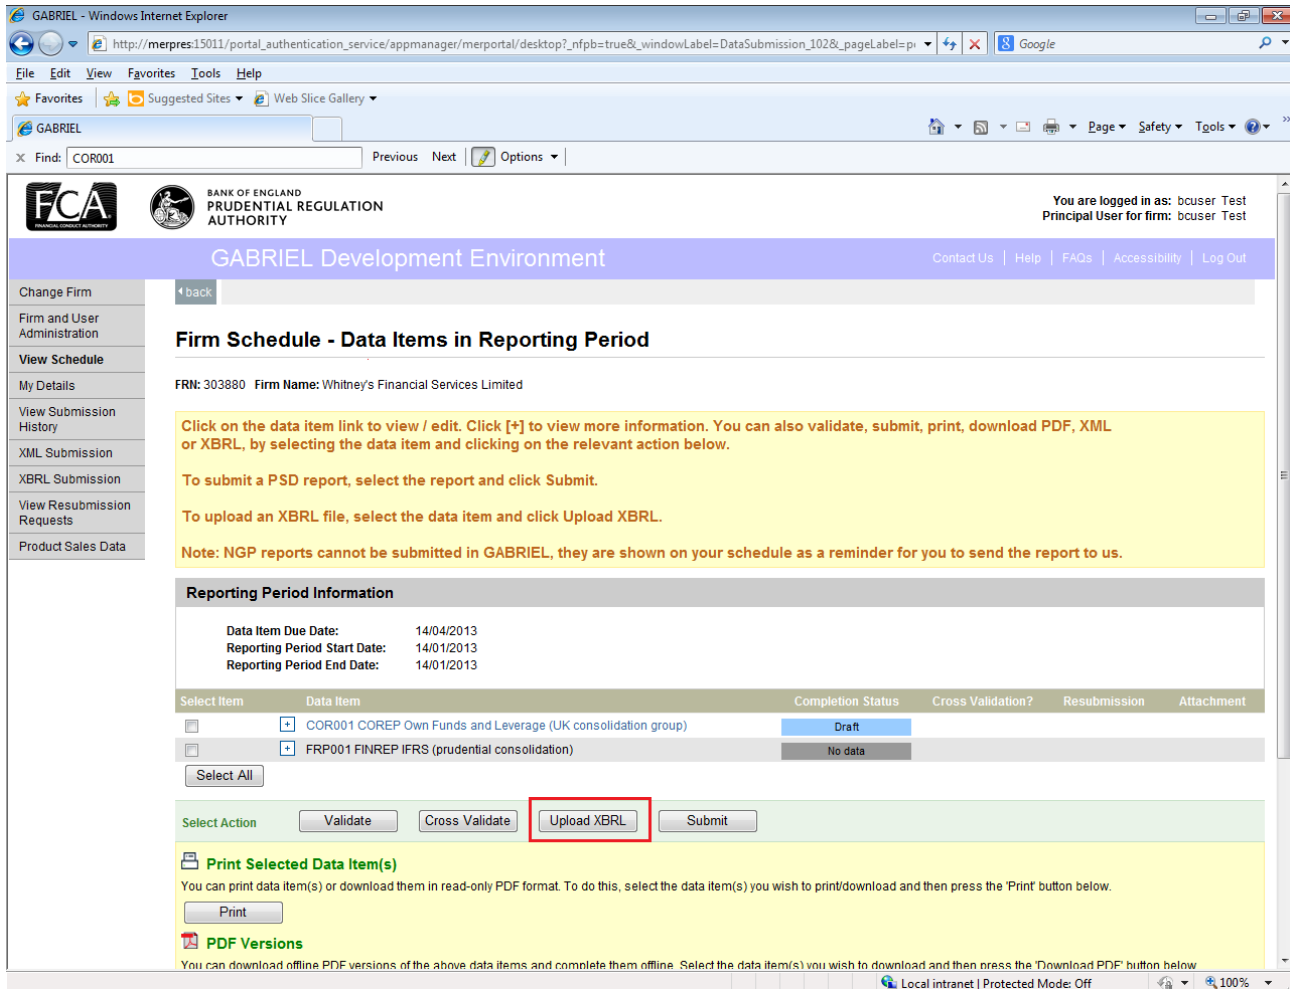 GABRIEL - Windows Internet Explorer
http://merpres:15011/portal_authentication_service/appmanager/merportal/desktop?_nfpb=true&_windowLabel=DataSubmission_102&_pageLabel=p
Google
File Edit View Favorites Tools Help
Favorites Suggested Sites Web Slice Gallery
GABRIEL
Page Safety Tools
Find: COR001 Previous Next Options
FCA
FINANCIAL CONDUCT AUTHORITY
BANK OF ENGLAND
PRUDENTIAL REGULATION
AUTHORITY
You are logged in as: bcuser Test
Principal User for firm: bcuser Test
GABRIEL Development Environment
Contact Us | Help | FAQs | Accessibility | Log Out
Change Firm
Firm and User
Administration
View Schedule
My Details
View Submission
History
XML Submission
XBRL Submission
View Resubmission
Requests
Product Sales Data
back
Firm Schedule - Data Items in Reporting Period
FRN: 303880 Firm Name: Whitney's Financial Services Limited
Click on the data item link to view / edit. Click [+] to view more information. You can also validate, submit, print, download PDF, XML
or XBRL, by selecting the data item and clicking on the relevant action below.
To submit a PSD report, select the report and click Submit.
To upload an XBRL file, select the data item and click Upload XBRL.
Note: NGP reports cannot be submitted in GABRIEL, they are shown on your schedule as a reminder for you to send the report to us.
Reporting Period Information
Data Item Due Date: 14/04/2013
Reporting Period Start Date: 14/01/2013
Reporting Period End Date: 14/01/2013
Select Item Data Item Completion Status Cross Validation? Resubmission Attachment
+ COR001 COREP Own Funds and Leverage (UK consolidation group) Draft
+ FRP001 FINREP IFRS (prudential consolidation) No data
Select All
Select Action Validate Cross Validate Upload XBRL Submit
Print Selected Data Item(s)
You can print data item(s) or download them in read-only PDF format. To do this, select the data item(s) you wish to print/download and then press the 'Print' button below.
Print
PDF Versions
You can download offline PDF versions of the above data items and complete them offline. Select the data item(s) you wish to download and then press the 'Download PDF' button below
Local intranet | Protected Mode: Off 100%